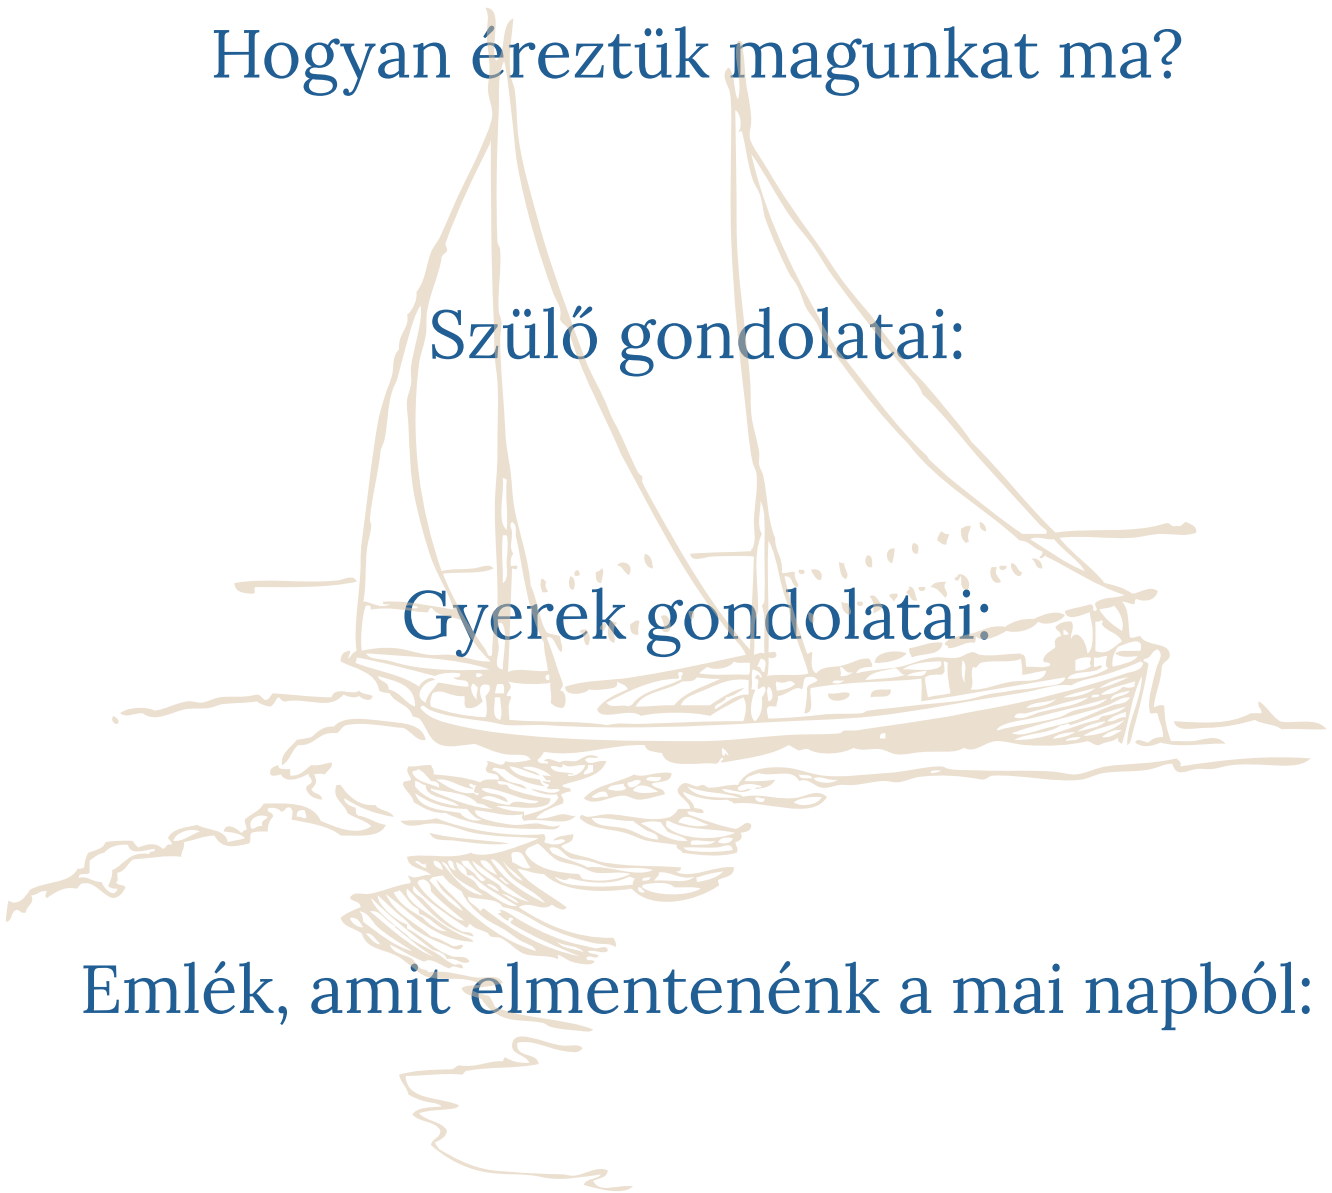 Hogyan éreztük magunkat ma?
Szülő gondolatai:
Gyerek gondolatai:
Emlék, amit elmentenénk a mai napból: